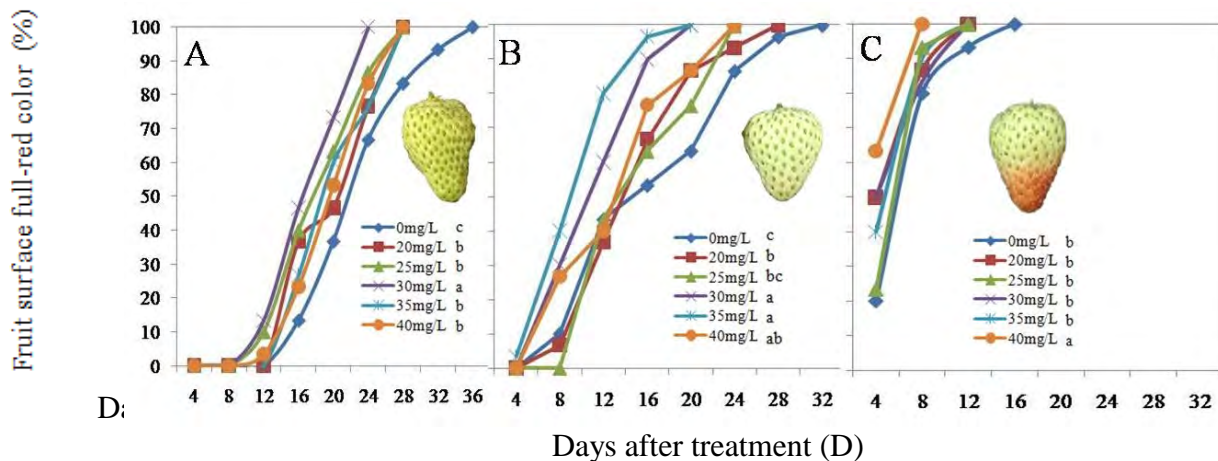 Fruit surface full-red color (%)
100
90
80
70
60
50
40
30
20
10
0
A
0mg/L c
20mg/L b
25mg/L b
30mg/L a
35mg/L b
40mg/L b
4 8 12 16 20 24 28 32 36
B
0mg/L c
20mg/L b
25mg/L bc
30mg/L a
35mg/L a
40mg/L ab
4 8 12 16 20 24 28 32
C
0mg/L b
20mg/L b
25mg/L b
30mg/L b
35mg/L b
40mg/L a
4 8 12 16 20 24 28 32
Days after treatment (D)